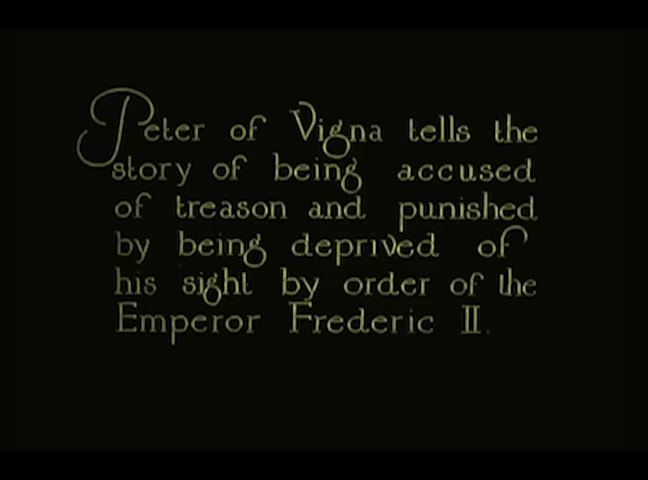 Peter of Vigna tells the
story of being accused
of treason and punished
by being deprived of
his sight by order of the
Emperor Frederic II.